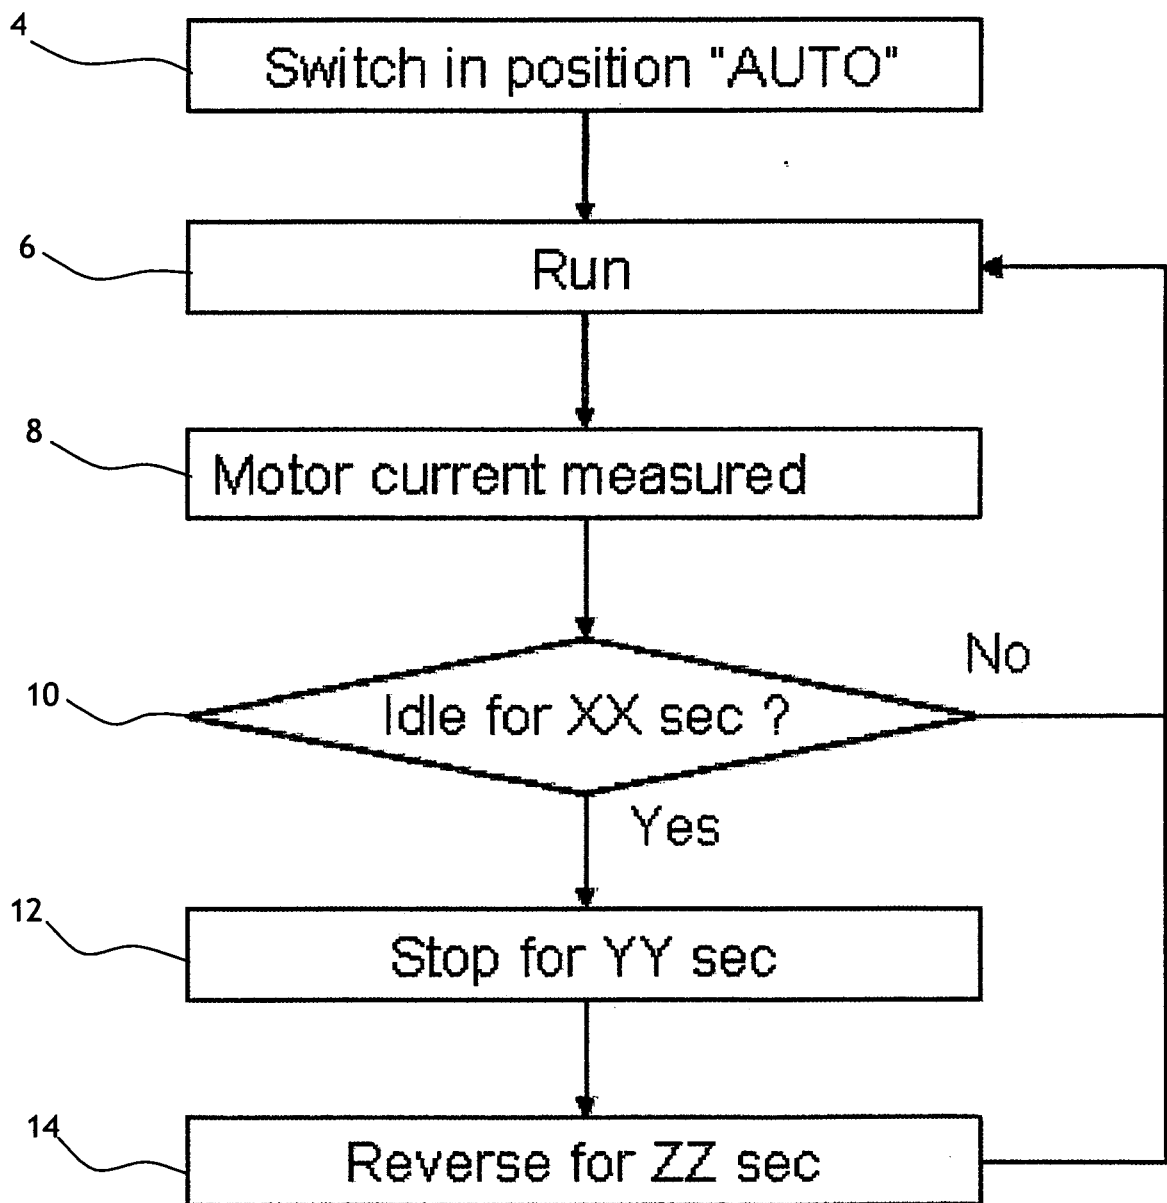 4
Switch in position "AUTO"
6
Run
8
Motor current measured
No
10
Idle for XX sec ?
Yes
12
Stop for YY sec
14
Reverse for ZZ sec